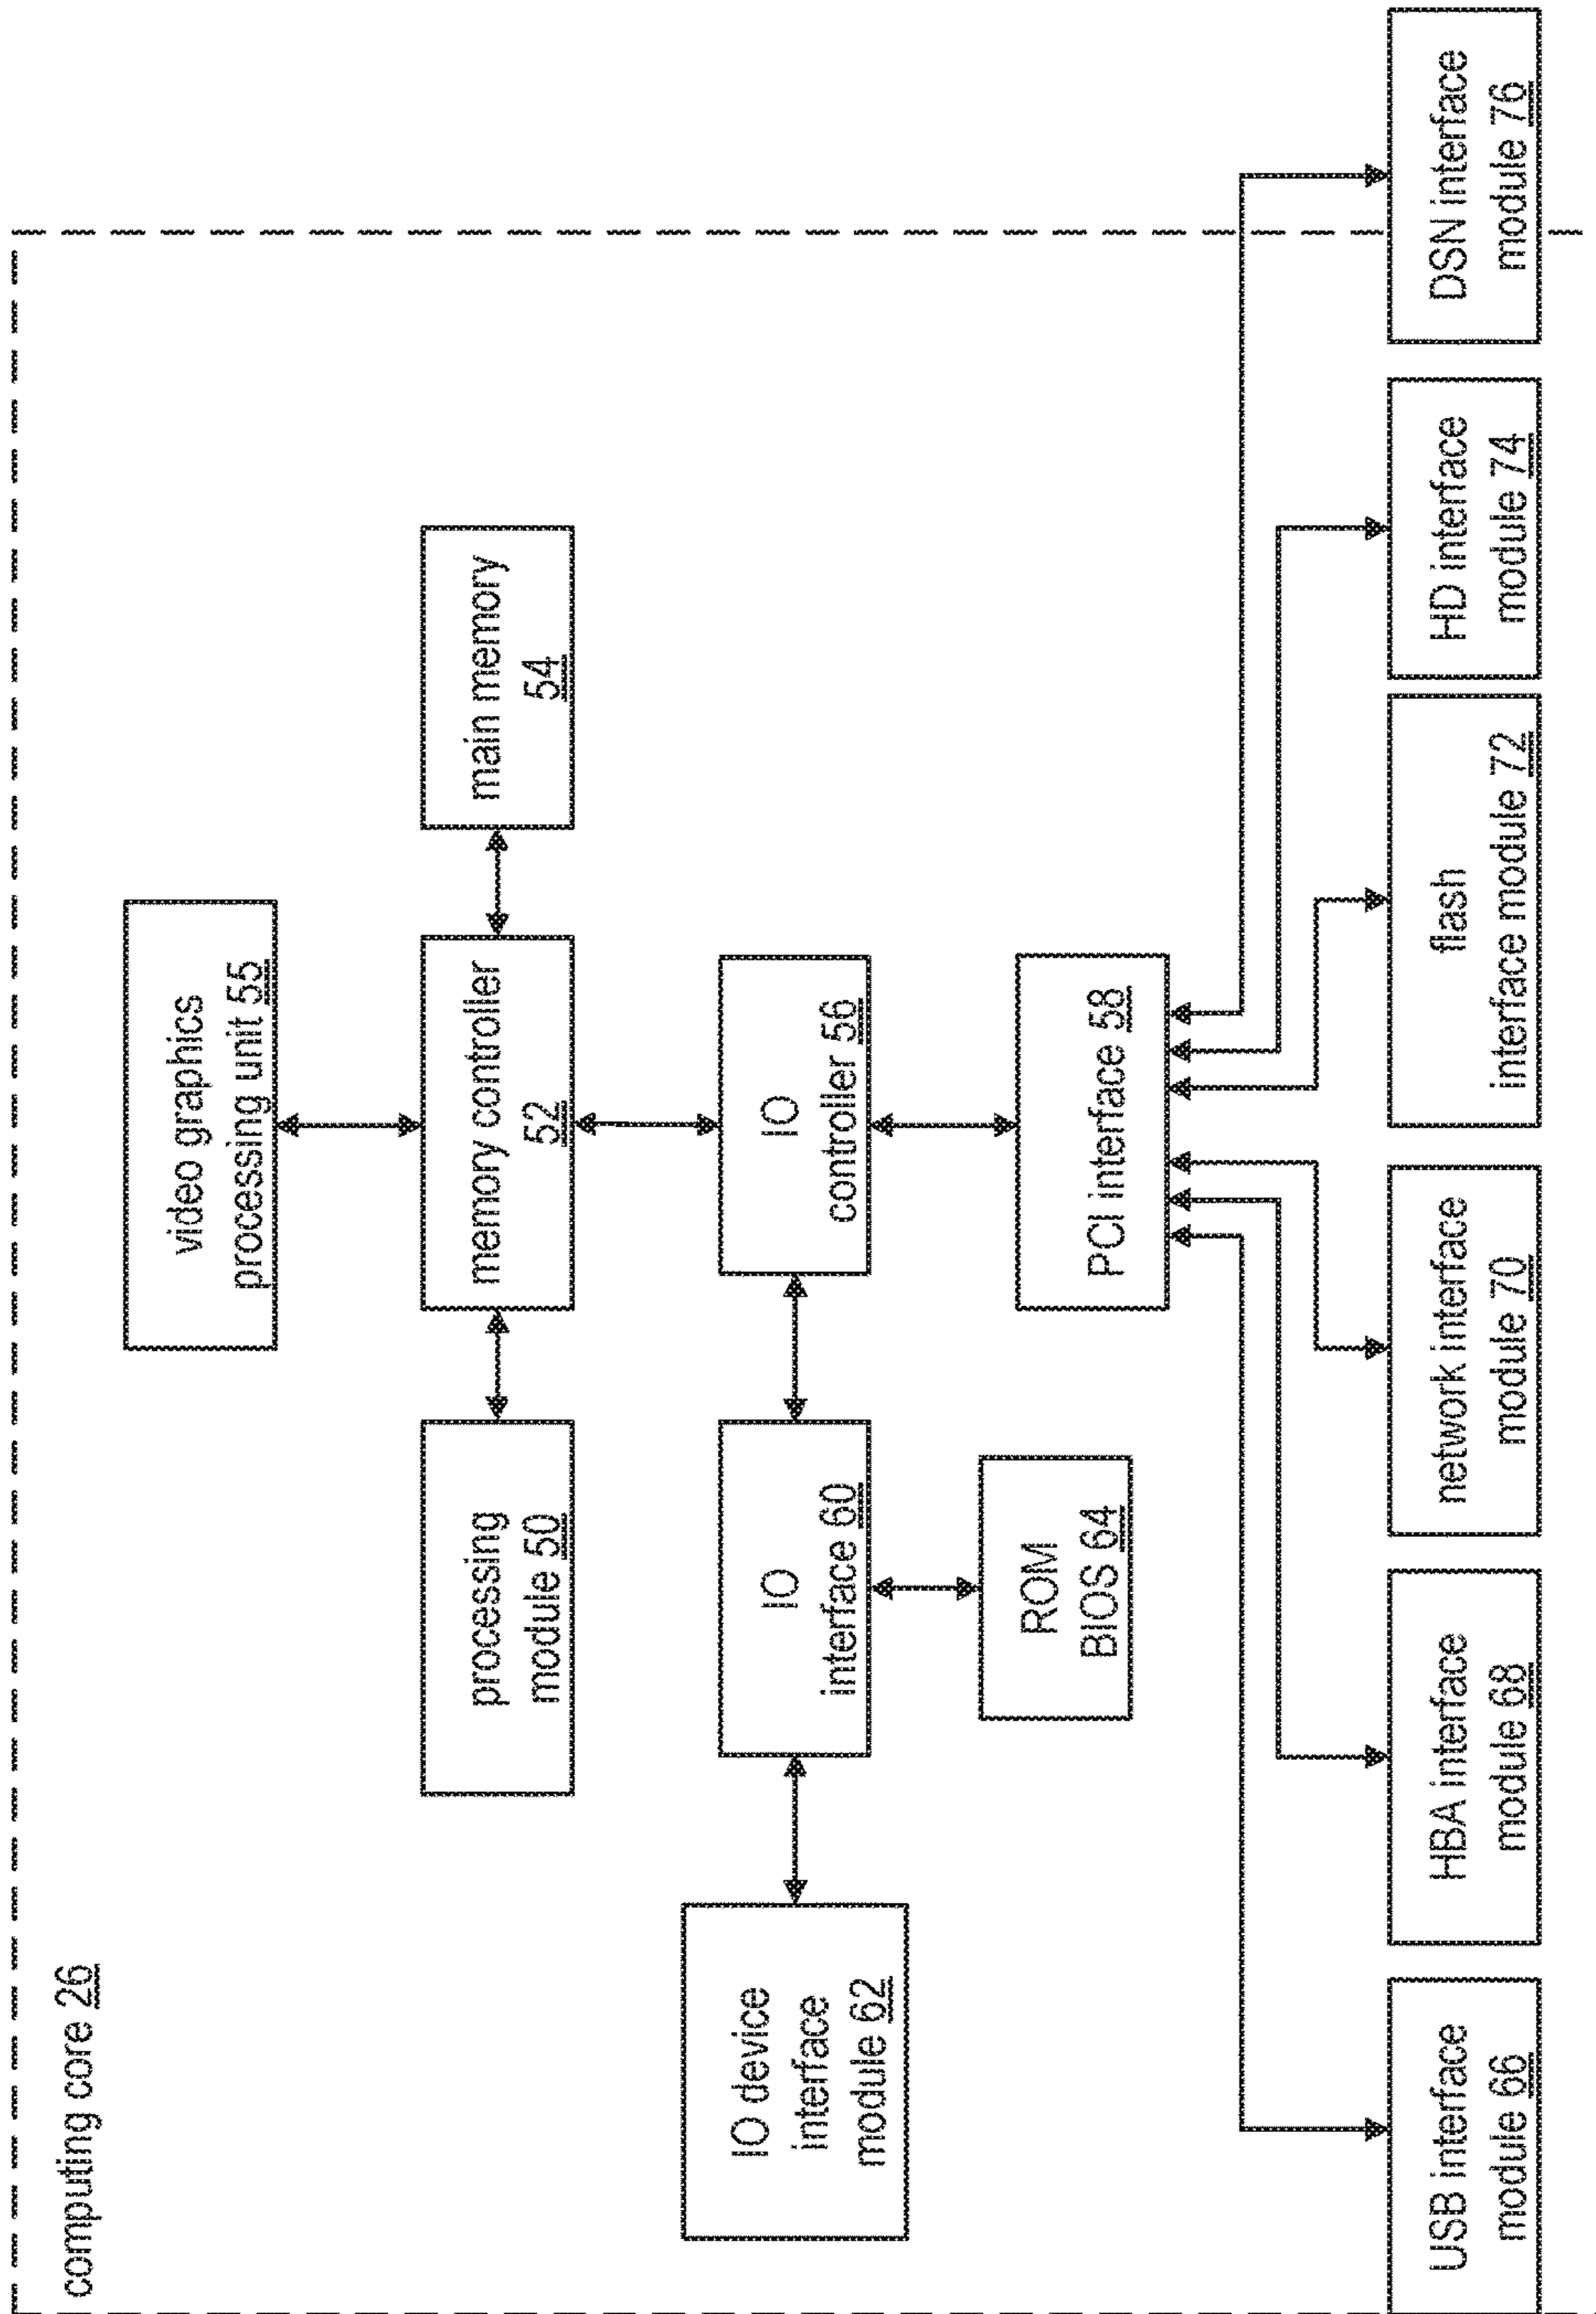 computing core 26
video graphics
processing unit 55
processing
module 50
memory controller
52
main memory
54
IO device
interface
module 62
IO
interface 60
IO
controller 56
ROM
BIOS 64
PCI interface 58
USB interface
module 66
HBA interface
module 68
network interface
module 70
flash
interface module 72
HD interface
module 74
DSN interface
module 76